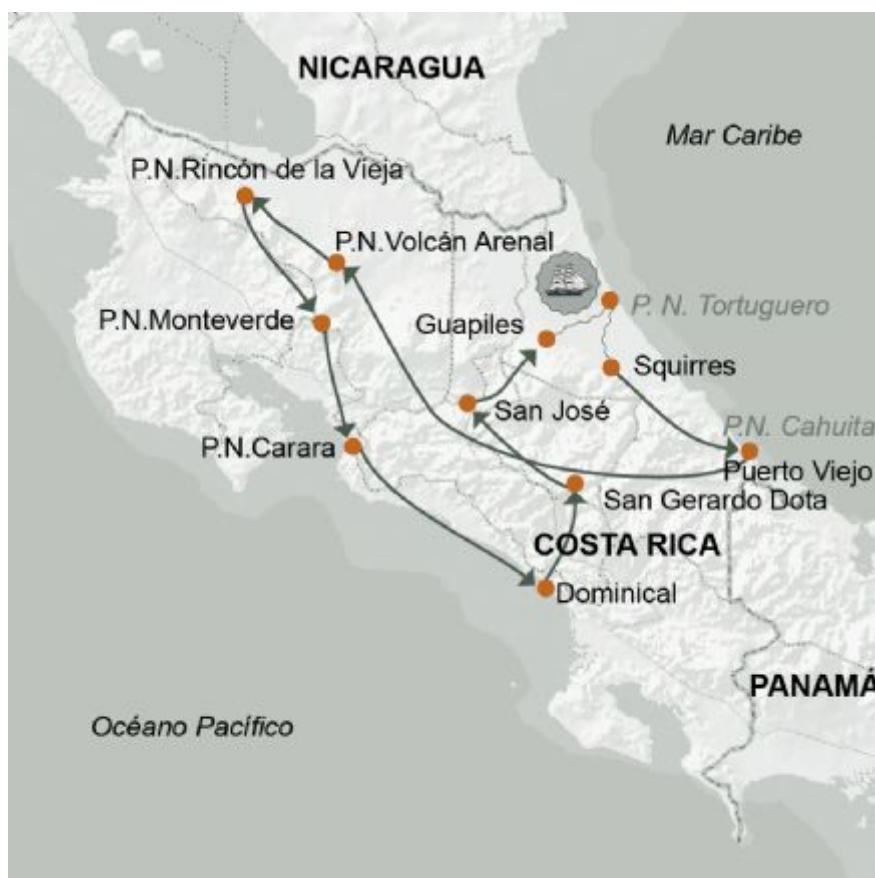 NICARAGUA
Mar Caribe
P.N.Rincón de la Vieja
P.N.Volcán Arenal
P. N. Tortuguero
P.N.Monteverde
Guapiles
Squirres
San José
P.N. Cahuita
P.N.Carara
Puerto Viejo
San Gerardo Dota
COSTA RICA
Dominical
PANAMÁ
Océano Pacífico